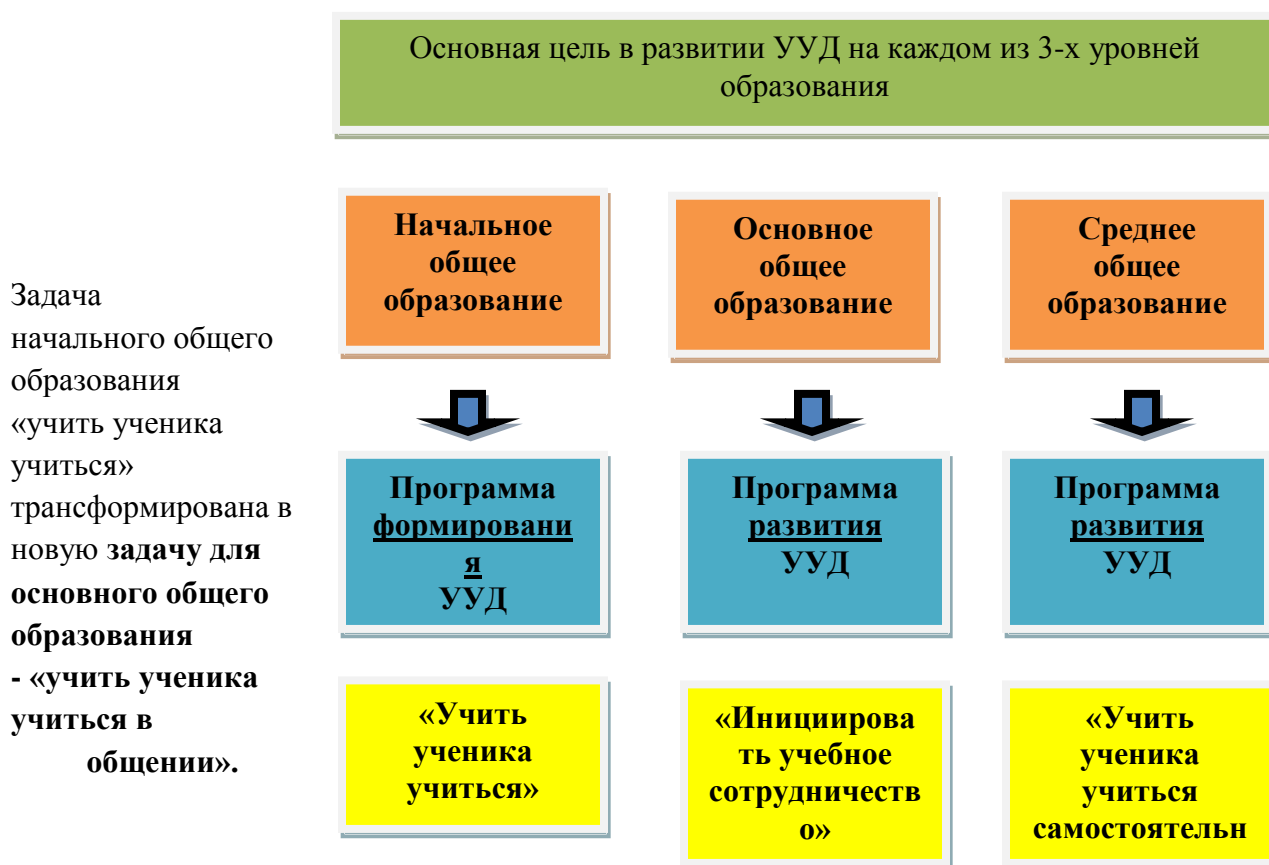 Основная цель в развитии УУД на каждом из 3-х уровней
образования
Задача
начального общего
образования
«учить ученика
учиться»
трансформирована в
новую задачу для
основного общего
образования
- «учить ученика
учиться в
общении».
Начальное
общее
образование
Основное
общее
образование
Среднее
общее
образование
Программа
формировани
я
УУД
Программа
развития
УУД
Программа
развития
УУД
«Учить
ученика
учиться»
«Инициирова
ть учебное
сотрудничеств
о»
«Учить
ученика
учиться
самостоятельн